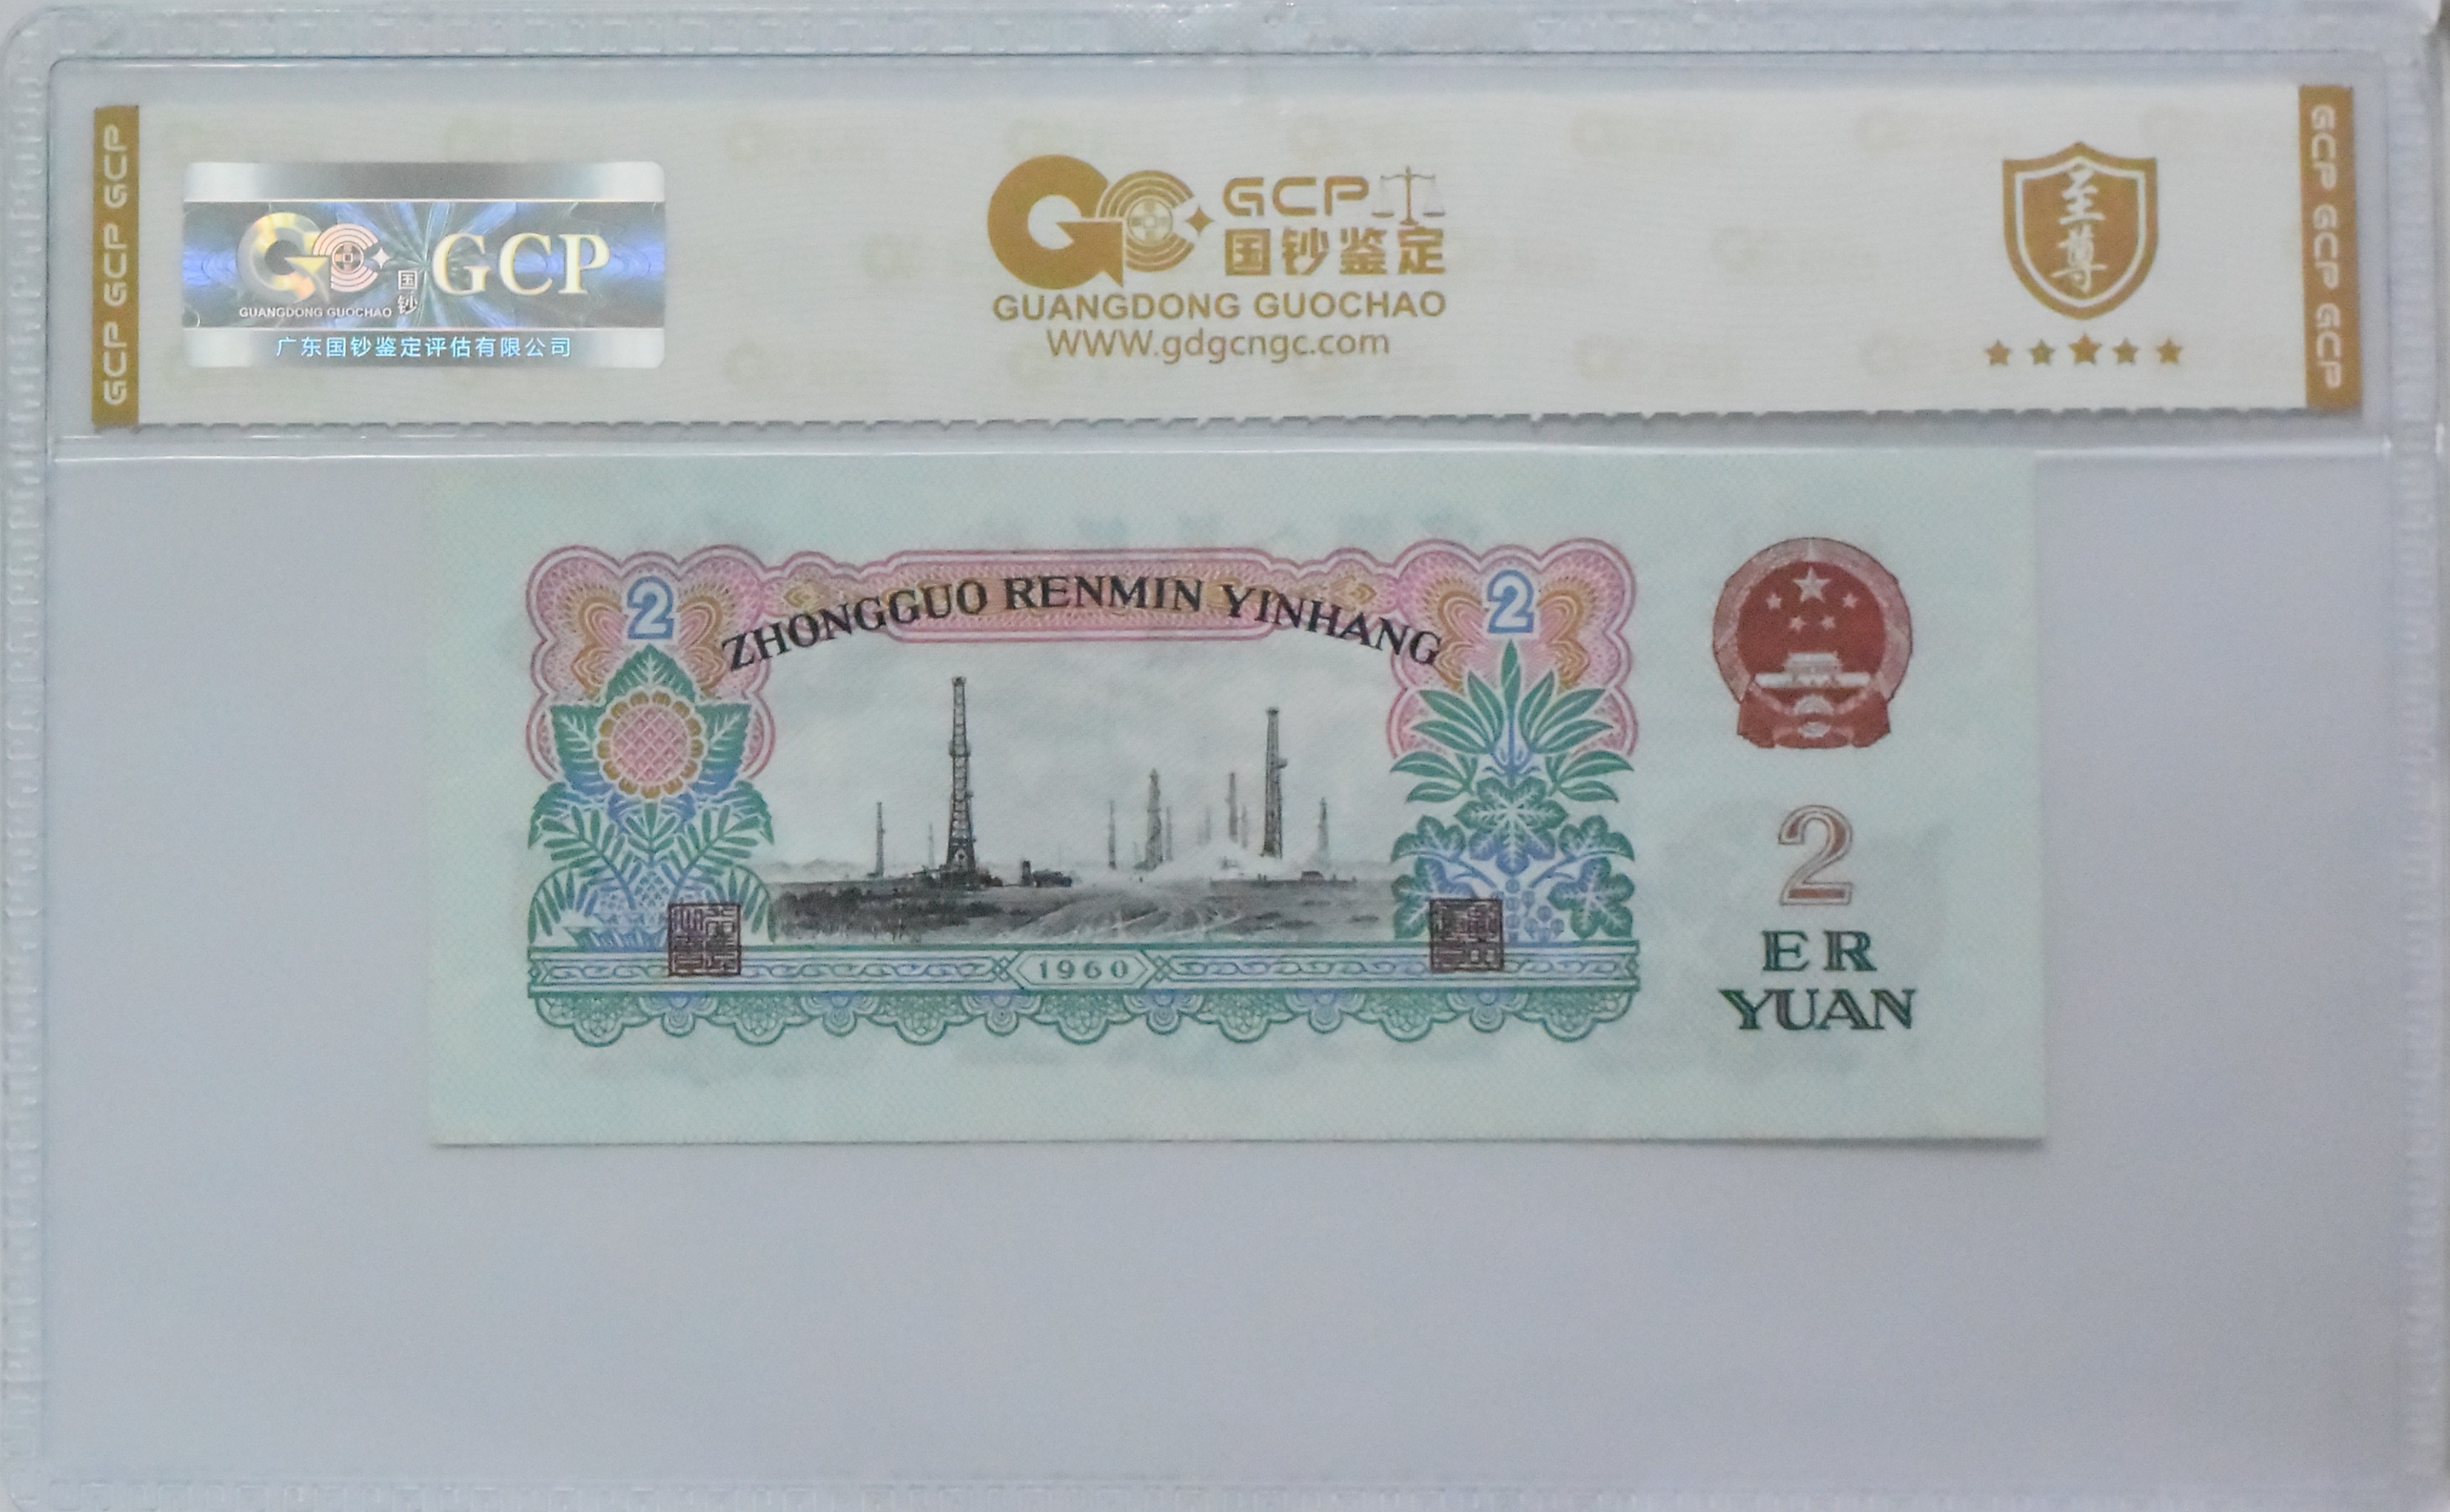 GCP GCP GCP
GUANGDONG GUOCHAO
国钞
GCP
广东国钞鉴定评估有限公司
GCP
国钞鉴定
GUANGDONG GUOCHAO
WWW.gdgcngc.com
至尊
GCP GCP GCP
2
ZHONGGUO RENMIN YINHANG
2
1960
2
ER
YUAN